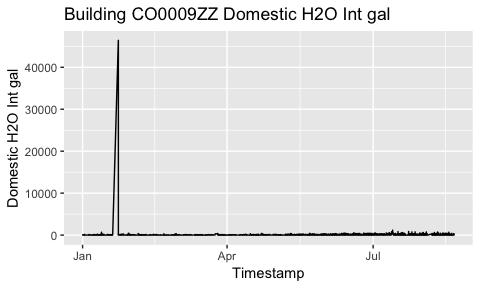 Building CO0009ZZ Domestic H2O Int gal
Domestic H2O Int gal
40000
30000
20000
10000
0
Jan
Apr
Jul
Timestamp